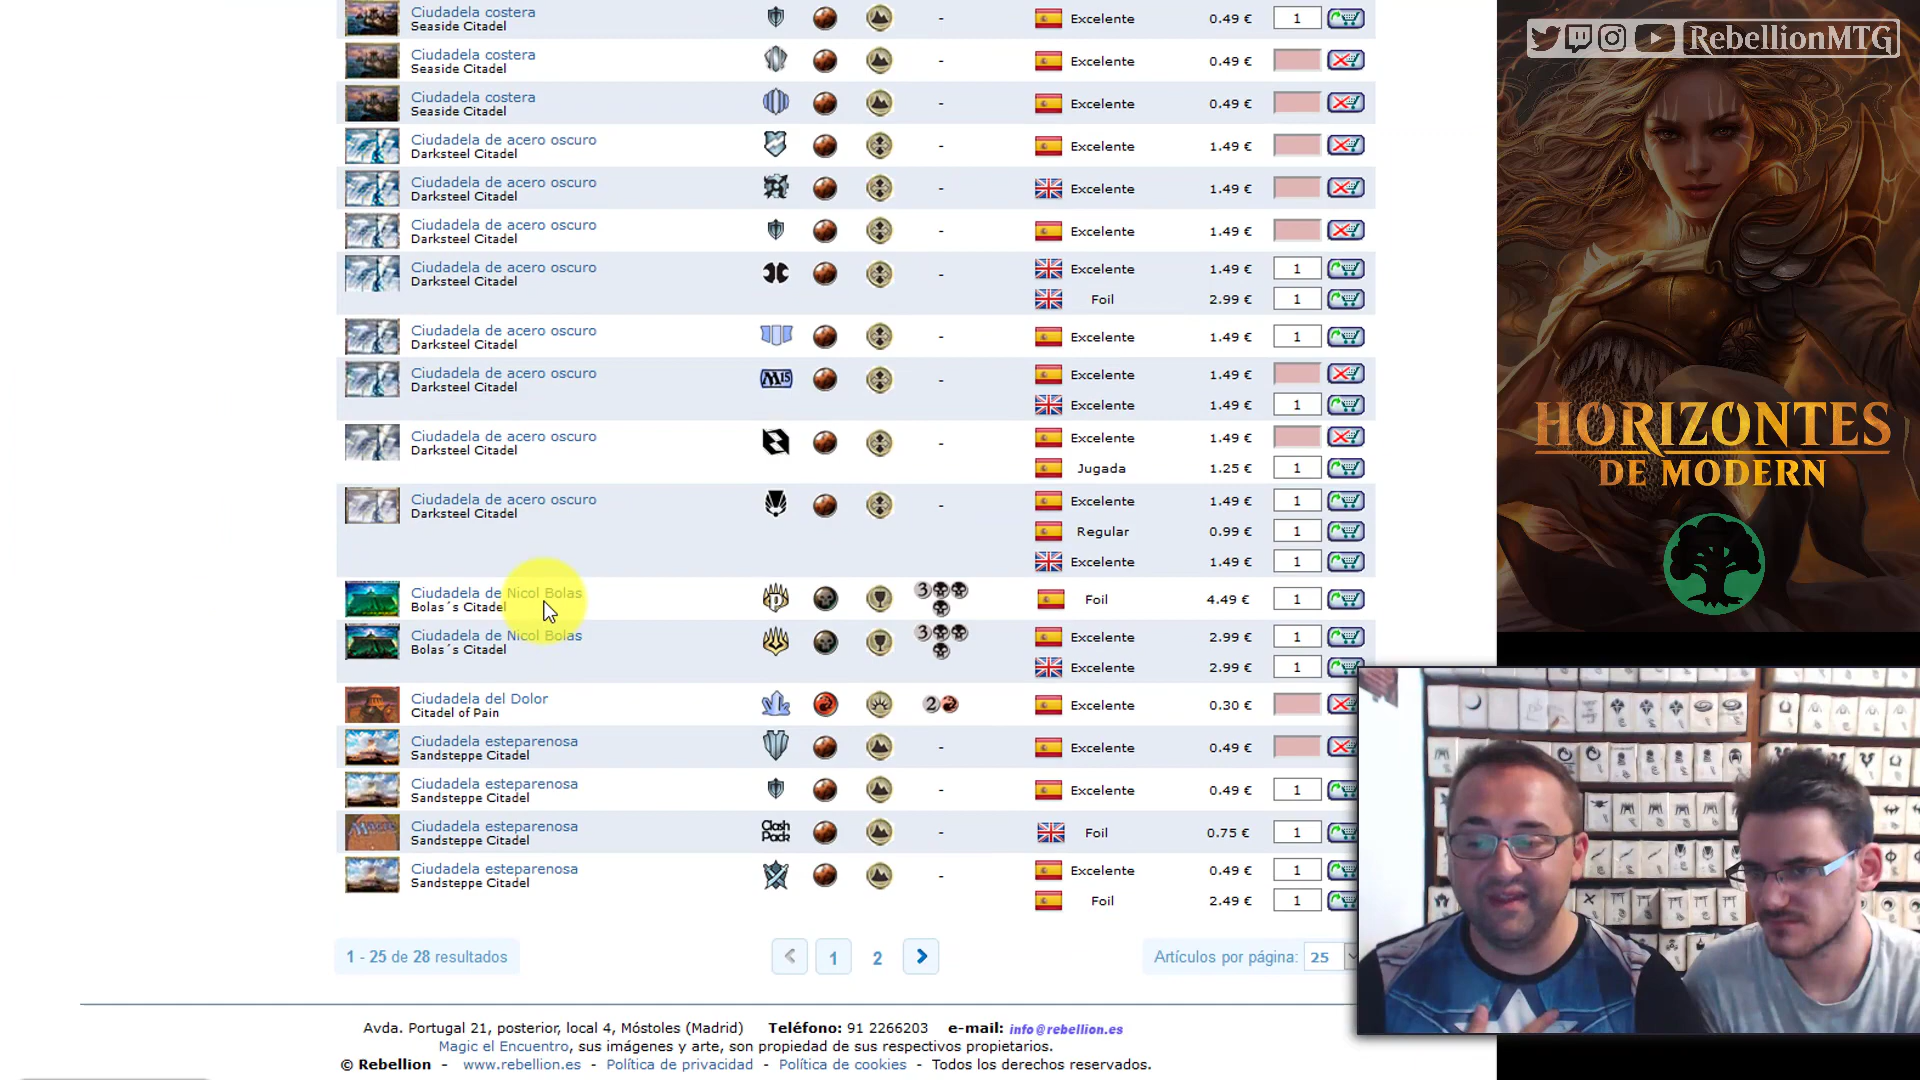 Ciudadela costera
Seaside Citadel
- Excelente 0.49 € 1
Ciudadela costera
Seaside Citadel
- Excelente 0.49 €
Ciudadela costera
Seaside Citadel
- Excelente 0.49 €
Ciudadela de acero oscuro
Darksteel Citadel
- Excelente 1.49 €
Ciudadela de acero oscuro
Darksteel Citadel
- Excelente 1.49 €
Ciudadela de acero oscuro
Darksteel Citadel
- Excelente 1.49 €
Ciudadela de acero oscuro
Darksteel Citadel
- Excelente 1.49 € 1
Foil 2.99 € 1
Ciudadela de acero oscuro
Darksteel Citadel
- Excelente 1.49 € 1
Ciudadela de acero oscuro
Darksteel Citadel
M15 - Excelente 1.49 €
Excelente 1.49 € 1
Ciudadela de acero oscuro
Darksteel Citadel
- Excelente 1.49 €
Jugada 1.25 € 1
Ciudadela de acero oscuro
Darksteel Citadel
- Excelente 1.49 € 1
Regular 0.99 € 1
Excelente 1.49 € 1
Ciudadela de Nicol Bolas
Bolas´s Citadel
P 3 Foil 4.49 € 1
Ciudadela de Nicol Bolas
Bolas´s Citadel
3 Excelente 2.99 € 1
Excelente 2.99 € 1
Ciudadela del Dolor
Citadel of Pain
2 Excelente 0.30 €
Ciudadela esteparenosa
Sandsteppe Citadel
- Excelente 0.49 €
Ciudadela esteparenosa
Sandsteppe Citadel
- Excelente 0.49 € 1
Ciudadela esteparenosa
Sandsteppe Citadel
Clash Pack - Foil 0.75 € 1
Ciudadela esteparenosa
Sandsteppe Citadel
- Excelente 0.49 € 1
Foil 2.49 € 1
1 - 25 de 28 resultados
1 2
Artículos por página: 25
Avda. Portugal 21, posterior, local 4, Móstoles (Madrid) Teléfono: 91 2266203 e-mail: info@rebellion.es
Magic el Encuentro, sus imágenes y arte, son propiedad de sus respectivos propietarios.
© Rebellion - www.rebellion.es - Política de privacidad - Política de cookies - Todos los derechos reservados.
RebellionMTG
HORIZONTES
DE MODERN